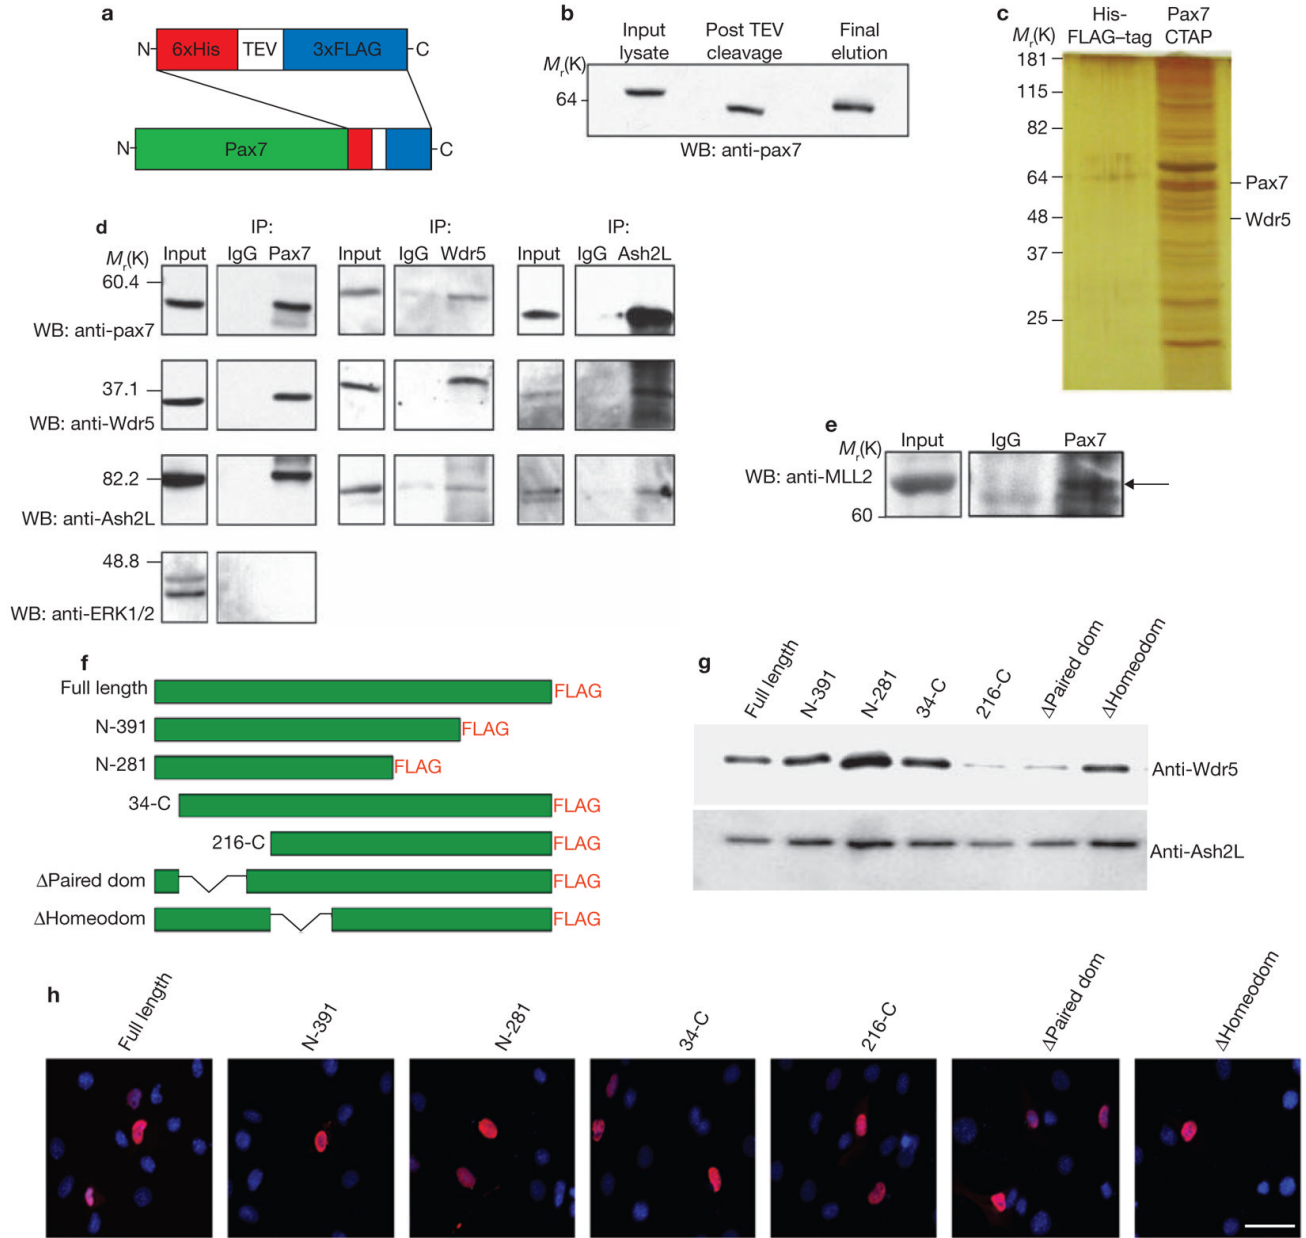 a
N 6xHis TEV 3xFLAG C
N Pax7 C
b
Input lysate
Post TEV cleavage
Final elution
Mr(K)
64
WB: anti-pax7
c
His-FLAG–tag
Pax7 CTAP
Mr(K)
181
115
82
64
48
37
25
Pax7
Wdr5
d
IP:
IP:
IP:
Mr(K)
Input IgG Pax7
Input IgG Wdr5
Input IgG Ash2L
60.4
WB: anti-pax7
37.1
WB: anti-Wdr5
82.2
WB: anti-Ash2L
48.8
WB: anti-ERK1/2
e
Mr(K)
Input IgG Pax7
WB: anti-MLL2
60
f
Full length FLAG
N-391 FLAG
N-281 FLAG
34-C FLAG
216-C FLAG
ΔPaired dom FLAG
ΔHomeodom FLAG
g
Full length
N-391
N-281
34-C
216-C
ΔPaired dom
ΔHomeodom
Anti-Wdr5
Anti-Ash2L
h
Full length
N-391
N-281
34-C
216-C
ΔPaired dom
ΔHomeodom